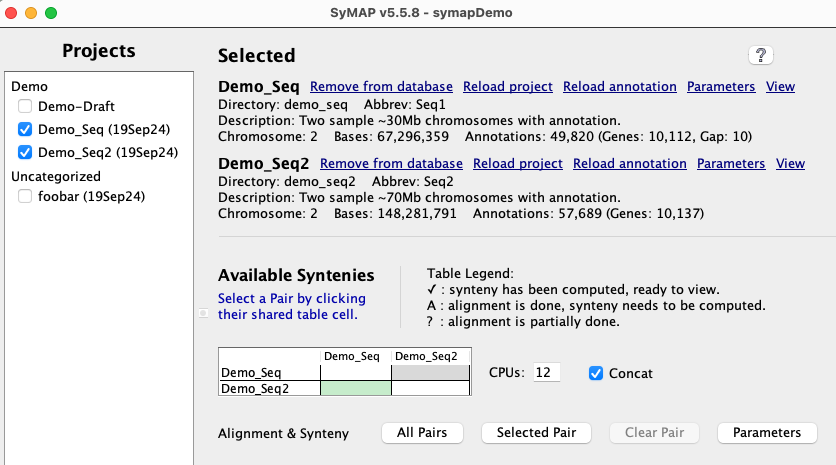 SyMAP v5.5.8 - symapDemo
Projects
Demo
Demo-Draft
Demo_Seq (19Sep24)
Demo_Seq2 (19Sep24)
Uncategorized
foobar (19Sep24)
Selected
?
Demo_Seq Remove from database Reload project Reload annotation Parameters View
Directory: demo_seq Abbrev: Seq1
Description: Two sample ~30Mb chromosomes with annotation.
Chromosome: 2 Bases: 67,296,359 Annotations: 49,820 (Genes: 10,112, Gap: 10)
Demo_Seq2 Remove from database Reload project Reload annotation Parameters View
Directory: demo_seq2 Abbrev: Seq2
Description: Two sample ~70Mb chromosomes with annotation.
Chromosome: 2 Bases: 148,281,791 Annotations: 57,689 (Genes: 10,137)
Available Syntenies
Select a Pair by clicking
their shared table cell.
Table Legend:
✓ : synteny has been computed, ready to view.
A : alignment is done, synteny needs to be computed.
? : alignment is partially done.
Demo_Seq Demo_Seq2
Demo_Seq
Demo_Seq2
CPUs: 12 Concat
Alignment & Synteny All Pairs Selected Pair Clear Pair Parameters